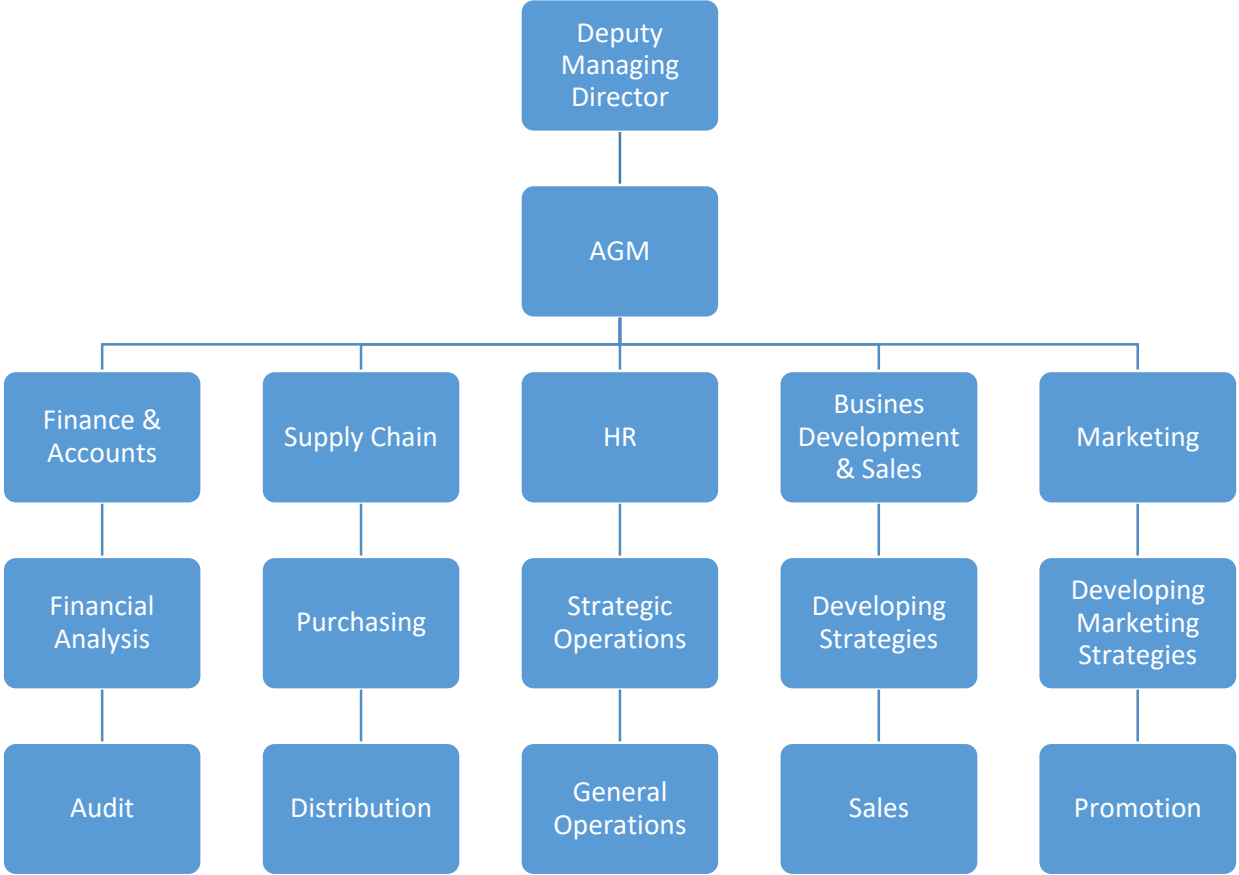 Deputy
Managing
Director
AGM
Finance &
Accounts
Supply Chain
HR
Busines
Development
& Sales
Marketing
Financial
Analysis
Purchasing
Strategic
Operations
Developing
Strategies
Developing
Marketing
Strategies
Audit
Distribution
General
Operations
Sales
Promotion